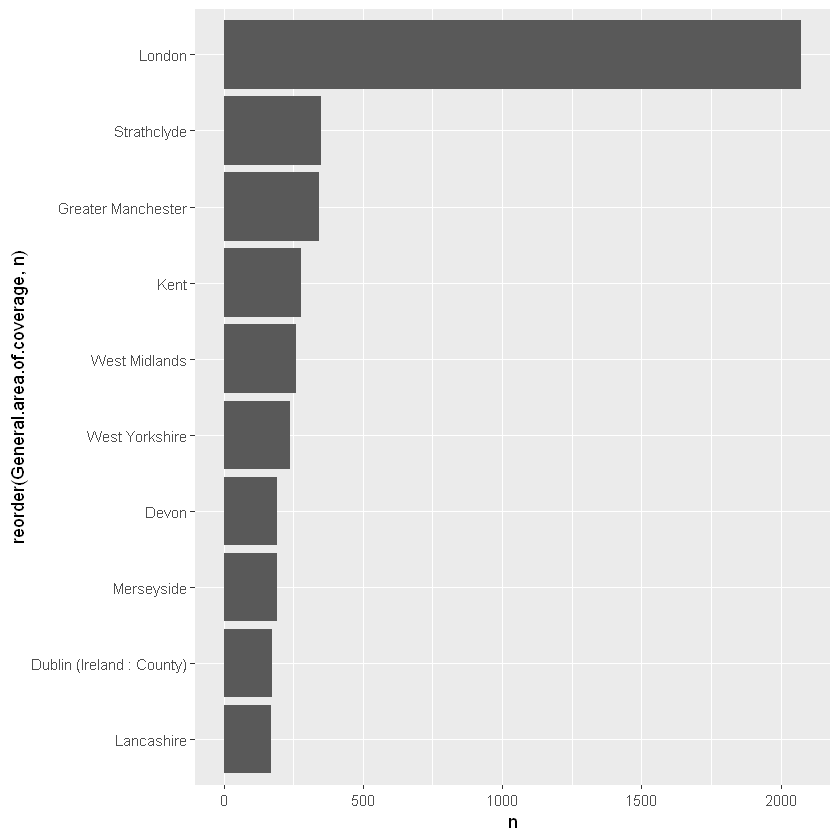 reorder(General.area.of.coverage, n)
London
Strathclyde
Greater Manchester
Kent
West Midlands
West Yorkshire
Devon
Merseyside
Dublin (Ireland : County)
Lancashire
0 500 1000 1500 2000
n